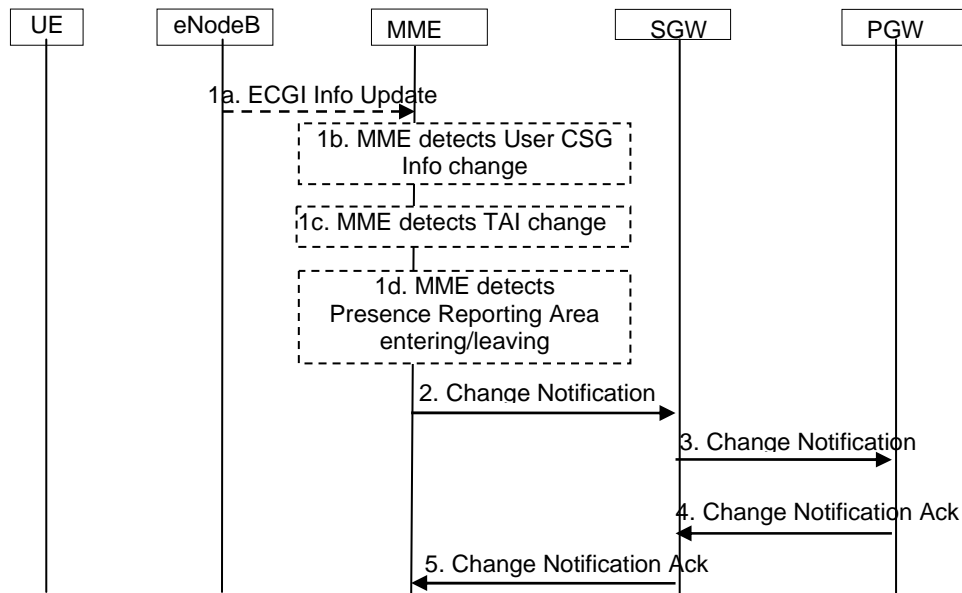 UE
eNodeB
MME
SGW
PGW
1a. ECGI Info Update
1b. MME detects User CSG
Info change
1c. MME detects TAI change
1d. MME detects
Presence Reporting Area
entering/leaving
2. Change Notification
3. Change Notification
4. Change Notification Ack
5. Change Notification Ack